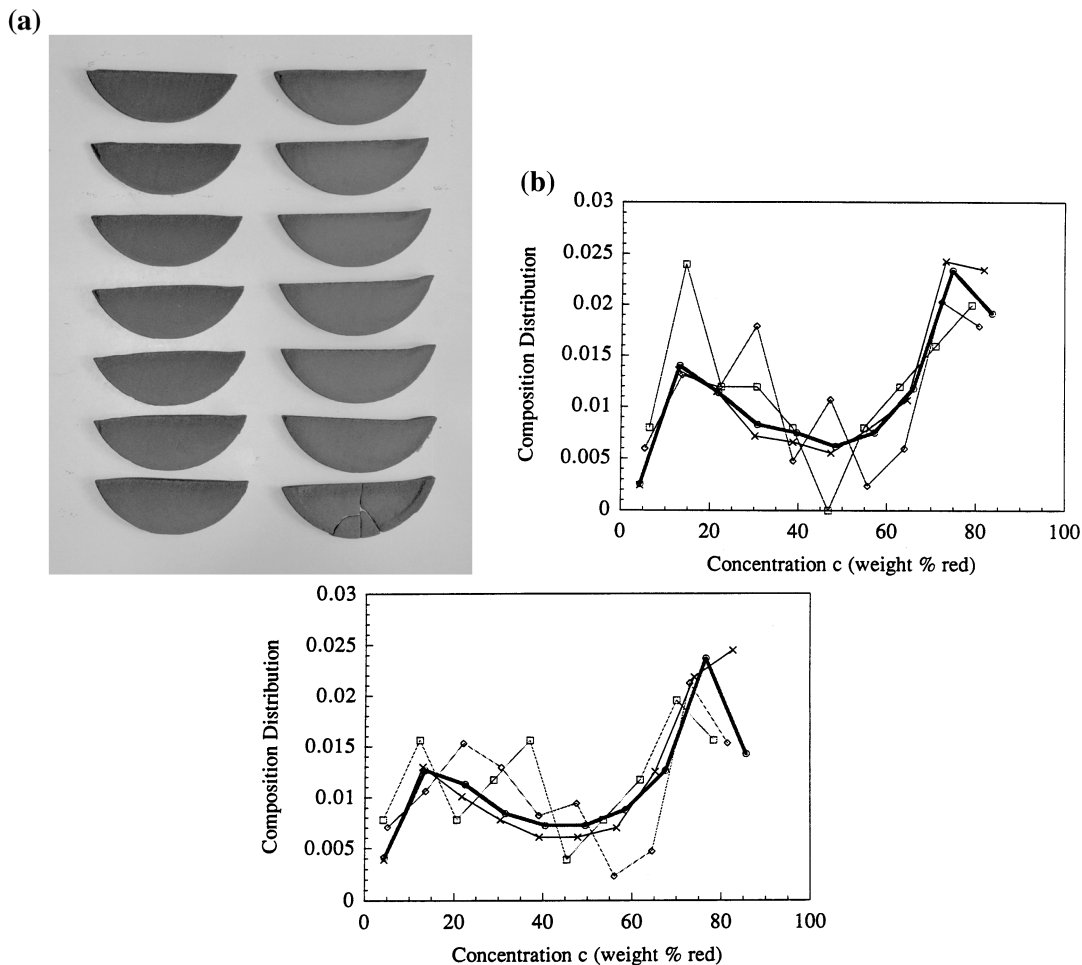 (a)
(b)
0.03
0.025
0.02
0.015
0.01
0.005
0
Composition Distribution
0 20 40 60 80 100
Concentration c (weight % red)
0.03
0.025
0.02
0.015
0.01
0.005
0
Composition Distribution
0 20 40 60 80 100
Concentration c (weight % red)